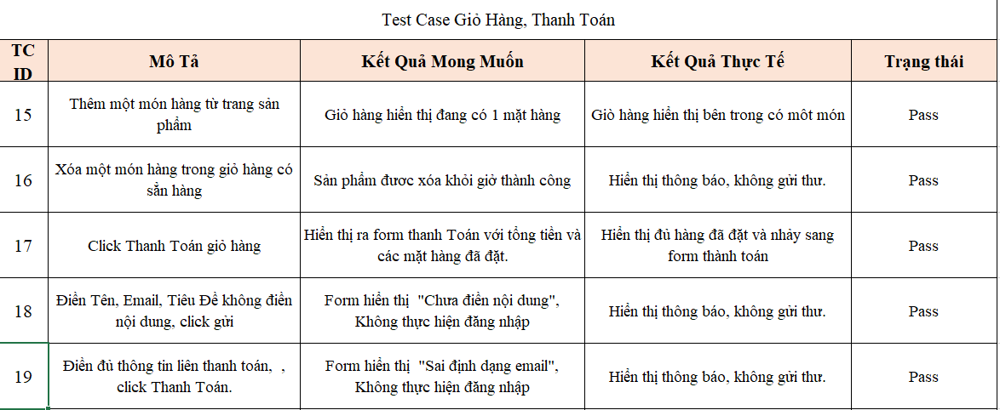 Test Case Giỏ Hàng, Thanh Toán
TC
ID
Mô Tả
Kết Quả Mong Muốn
Kết Quả Thực Tế
Trạng thái
15
Thêm một món hàng từ trang sản
phẩm
Giỏ hàng hiển thị đang có 1 mặt hàng
Giò hàng hiển thị bên trong có môt món
Pass
16
Xóa một món hàng trong giỏ hàng có
sẳn hàng
Sản phẩm đươc xóa khỏi giở thành công
Hiển thị thông báo, không gửi thư.
Pass
17
Click Thanh Toán giỏ hàng
Hiển thị ra form thanh Toán với tổng tiền và
các mặt hàng đã đặt.
Hiển thị đủ hàng đã đặt và nhảy sang
form thành toán
Pass
18
Điền Tên, Email, Tiêu Đề không điền
nội dung, click gửi
Form hiển thị  "Chưa điền nội dung",
Không thực hiện đăng nhập
Hiển thị thông báo, không gửi thư.
Pass
19
Điền đủ thông tin liên thanh toán,  ,
click Thanh Toán.
Form hiển thị  "Sai định dạng email",
Không thực hiện đăng nhập
Hiển thị thông báo, không gửi thư.
Pass